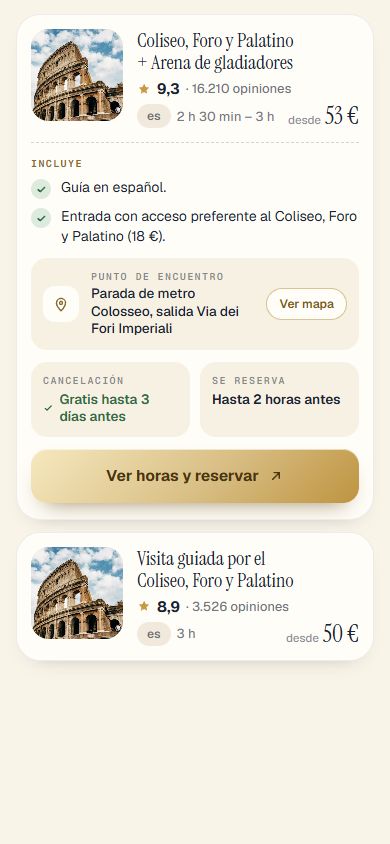 Coliseo, Foro y Palatino
+ Arena de gladiadores
9,3 · 16.210 opiniones
es 2 h 30 min – 3 h desde 53 €
INCLUYE
Guía en español.
Entrada con acceso preferente al Coliseo, Foro
y Palatino (18 €).
PUNTO DE ENCUENTRO
Parada de metro
Colosseo, salida Via dei
Fori Imperiali
Ver mapa
CANCELACIÓN
Gratis hasta 3
días antes
SE RESERVA
Hasta 2 horas antes
Ver horas y reservar
Visita guiada por el
Coliseo, Foro y Palatino
8,9 · 3.526 opiniones
es 3 h desde 50 €